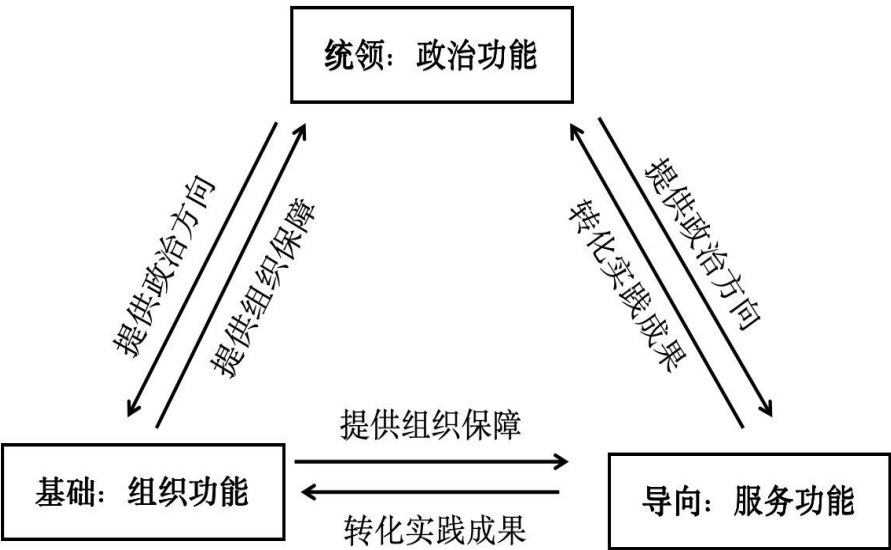 统领：政治功能
提供政治方向
提供组织保障
转化实践成果
提供政治方向
提供组织保障
基础：组织功能
导向：服务功能
转化实践成果